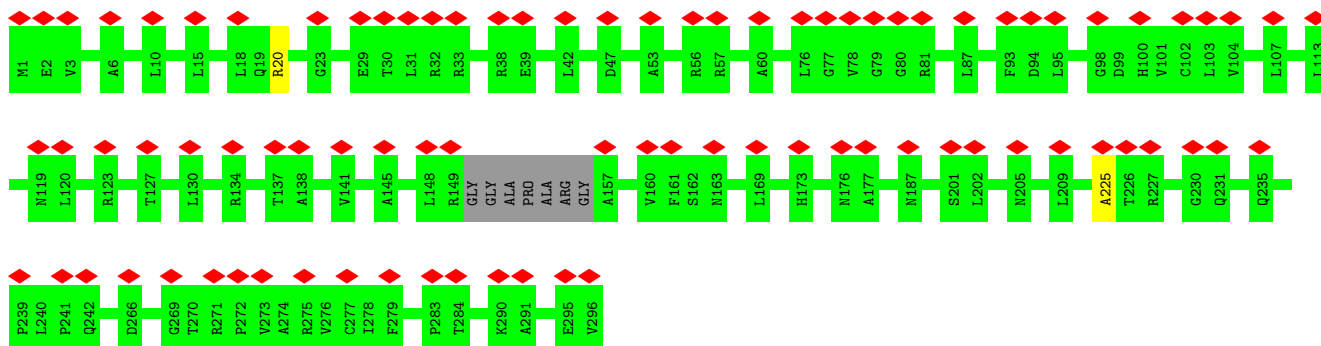 M1 E2 V3 A6 L10 L15 L18 Q19 R20 G23 E29 T30 L31 R32 R33 R38 E39 L42 D47 A53 R56 R57 A60 L76 G77 V78 G79 G80 R81 L87 F93 D94 L95 G98 D99 H100 V101 C102 L103 V104 L107 L113
N119 L120 R123 T127 L130 R134 T137 A138 V141 A145 L148 R149 GLY GLY ALA PRO ALA ARG GLY A157 V160 F161 S162 N163 L169 H173 N176 A177 N187 S201 L202 N205 L209 A225 T226 R227 G230 Q231 Q235
P239 L240 P241 Q242 D266 G269 T270 R271 P272 V273 A274 R275 V276 C277 I278 F279 P283 T284 K290 A291 E295 V296